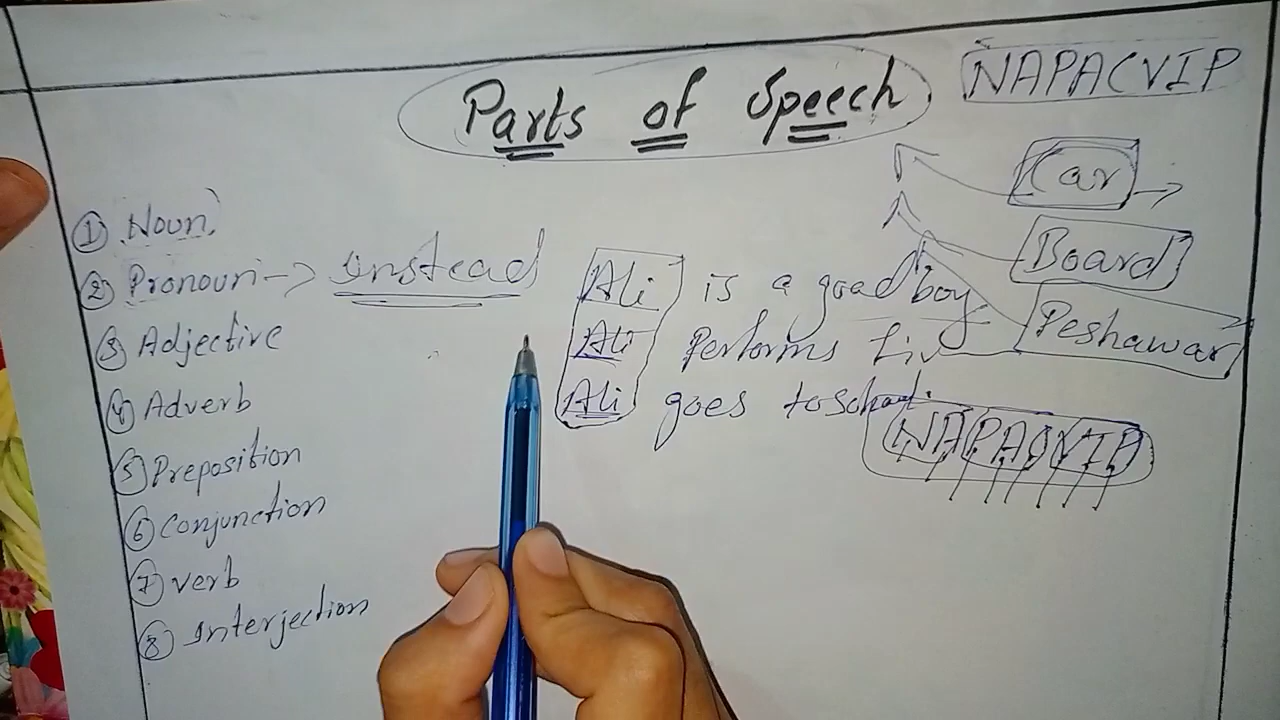 Parts of Speech
NAPACVIP
Car
Board
Peshawar
① Noun
② Pronoun -> instead
③ Adjective
④ Adverb
⑤ Preposition
⑥ Conjunction
⑦ verb
⑧ Interjection
Ali is a good boy
Ali Performs
Ali goes to School.
NAPACVIP